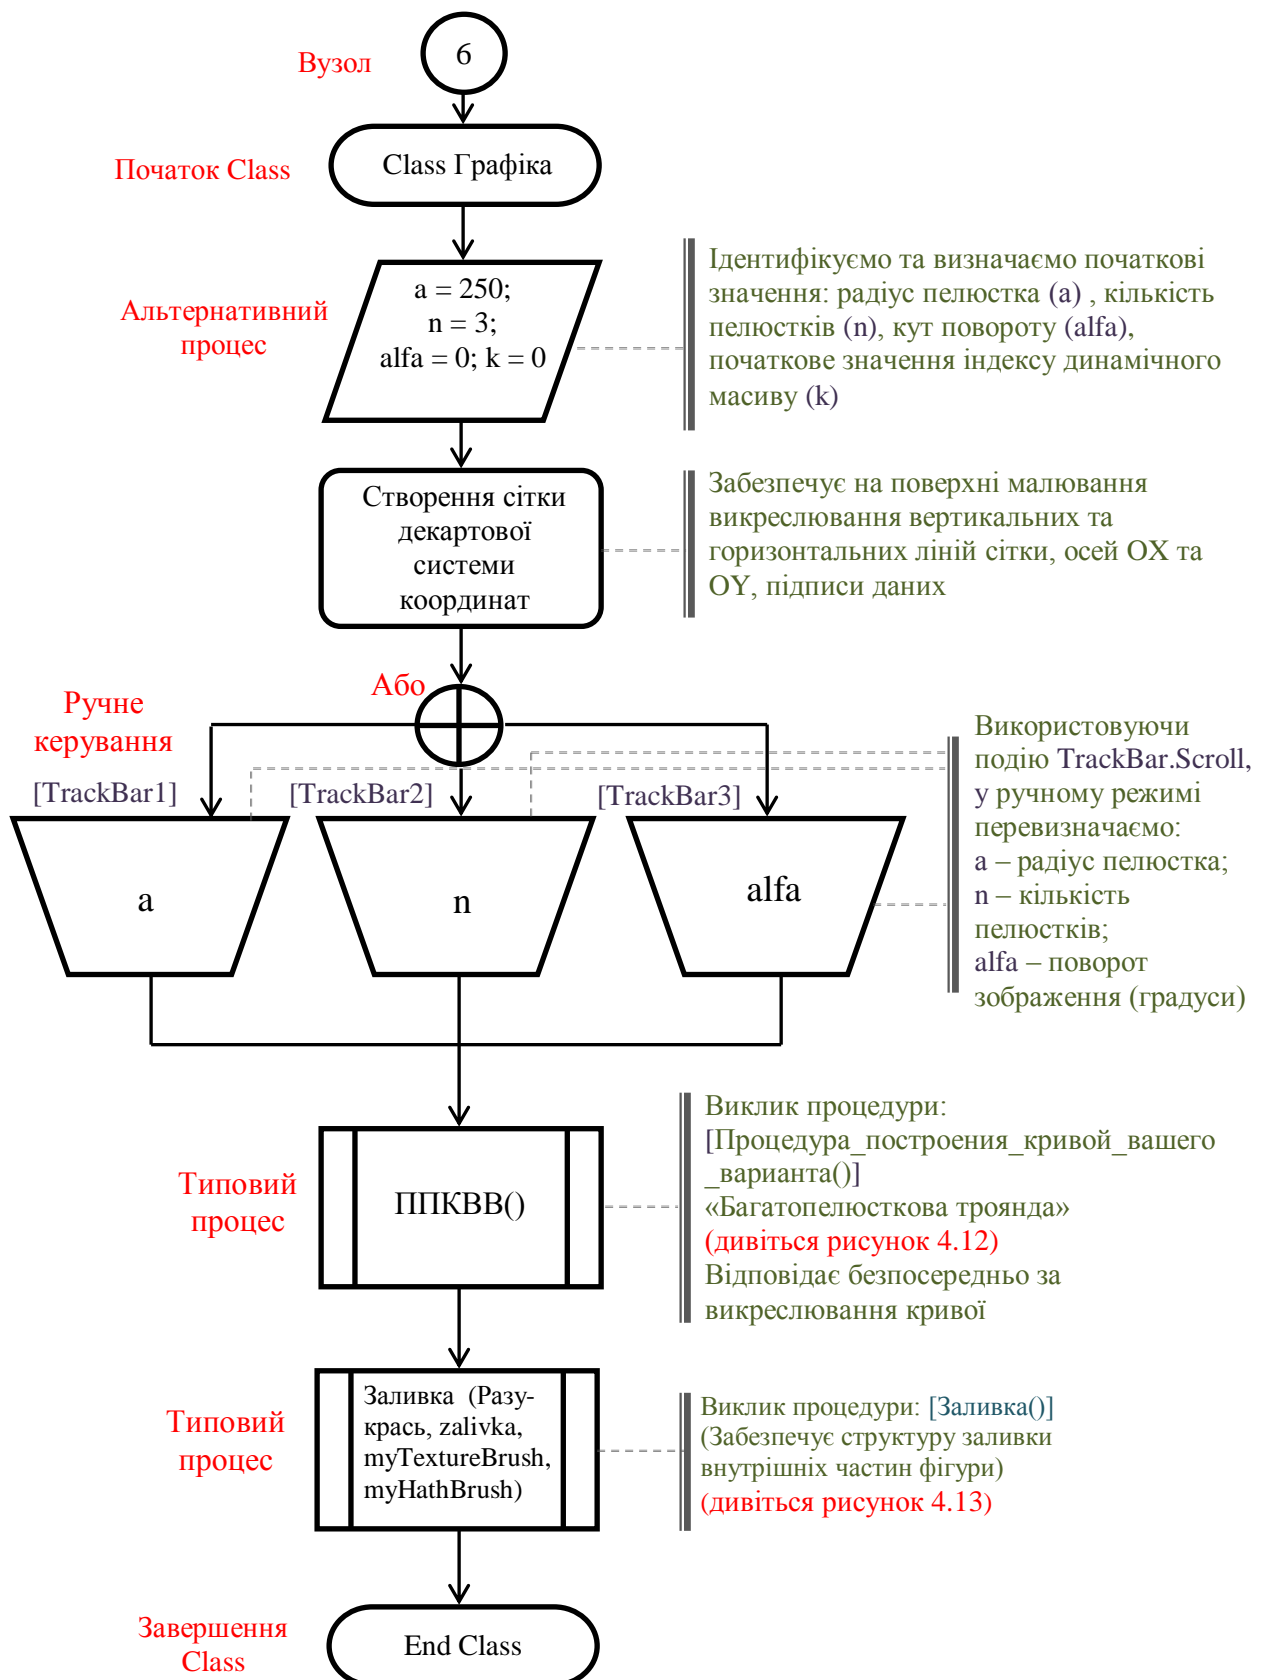 6
Вузол
Class Графіка
Початок Class
a = 250;
n = 3;
alfa = 0; k = 0
Альтернативний
процес
Ідентифікуємо та визначаємо початкові
значення: радіус пелюстка (a) , кількість
пелюстків (n), кут повороту (alfa),
початкове значення індексу динамічного
масиву (k)
Створення сітки
декартової
системи
координат
Забезпечує на поверхні малювання
викреслювання вертикальних та
горизонтальних ліній сітки, осей OX та
OY, підписи даних
Або
Ручне
керування
[TrackBar1]
[TrackBar2]
[TrackBar3]
a
n
alfa
Використовуючи
подію TrackBar.Scroll,
у ручному режимі
перевизначаємо:
a – радіус пелюстка;
n – кількість
пелюстків;
alfa – поворот
зображення (градуси)
Типовий
процес
ППКВВ()
Виклик процедури:
[Процедура_построения_кривой_вашего
_варианта()]
«Багатопелюсткова троянда»
(дивіться рисунок 4.12)
Відповідає безпосередньо за
викреслювання кривої
Типовий
процес
Заливка (Разу-
крась, zalivka,
myTextureBrush,
myHathBrush)
Виклик процедури: [Заливка()]
(Забезпечує структуру заливки
внутрішніх частин фігури)
(дивіться рисунок 4.13)
Завершення
Class
End Class